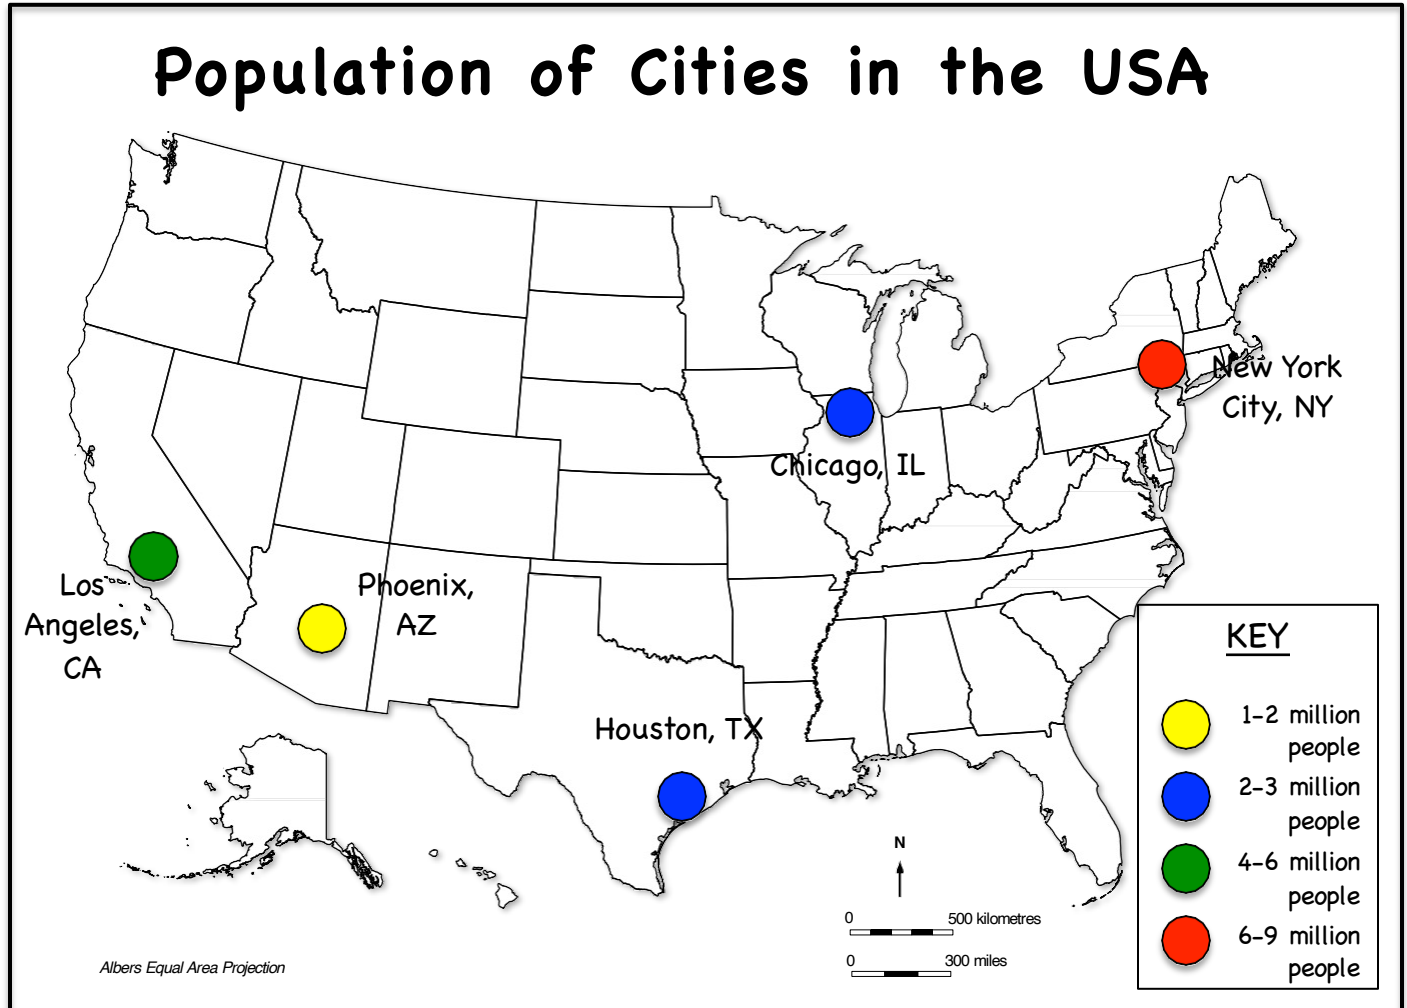 Population of Cities in the USA
New York
City, NY
Chicago, IL
Los
Angeles,
CA
Phoenix,
AZ
Houston, TX
KEY
1-2 million
people
2-3 million
people
4-6 million
people
6-9 million
people
N
0 500 kilometres
0 300 miles
Albers Equal Area Projection